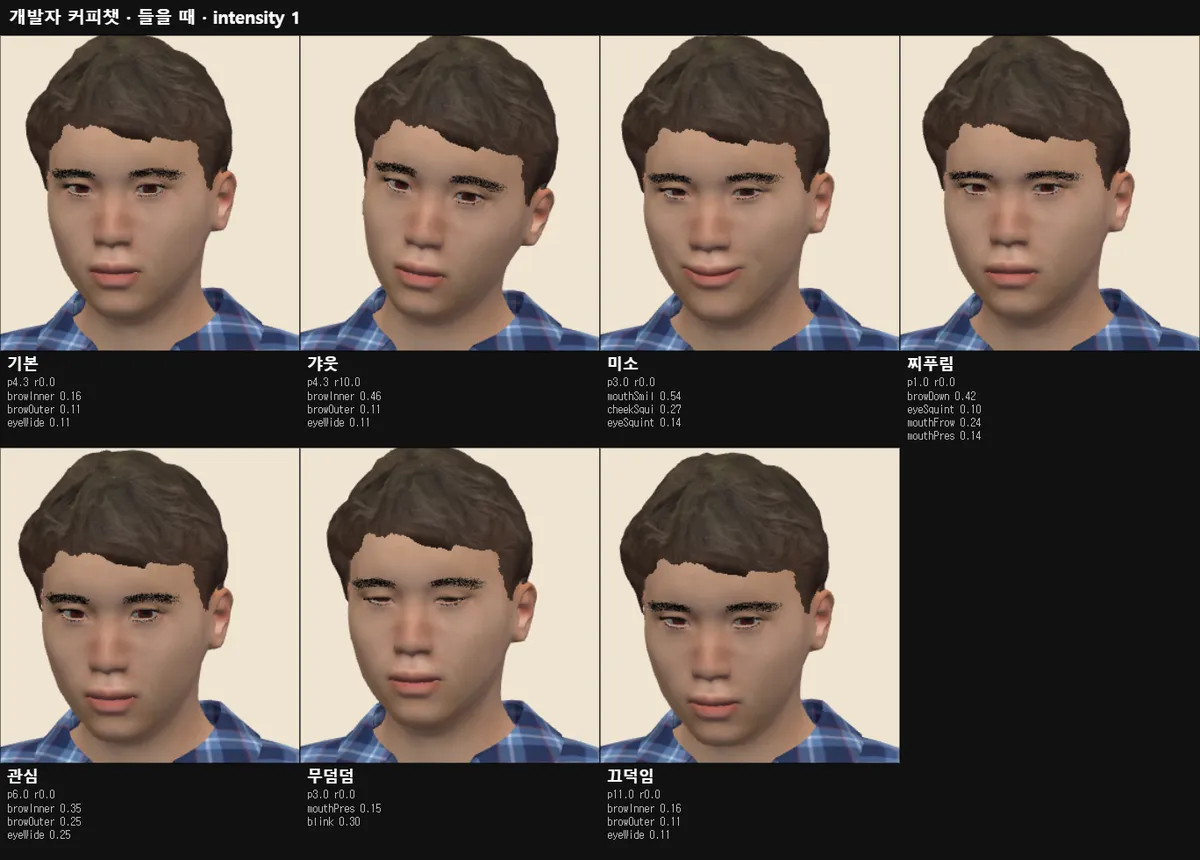 개발자 커피챗 · 들을 때 · intensity 1
기본
p4.3 r0.0
browInner 0.16
browOuter 0.11
eyeWide 0.11
갸웃
p4.3 r10.0
browInner 0.46
browOuter 0.11
eyeWide 0.11
미소
p3.0 r0.0
mouthSmil 0.54
cheekSqui 0.27
eyeSquint 0.14
찌푸림
p1.0 r0.0
browDown 0.42
eyeSquint 0.10
mouthFrow 0.24
mouthPres 0.14
관심
p6.0 r0.0
browInner 0.35
browOuter 0.25
eyeWide 0.25
무덤덤
p3.0 r0.0
mouthPres 0.15
blink 0.30
끄덕임
p11.0 r0.0
browInner 0.16
browOuter 0.11
eyeWide 0.11